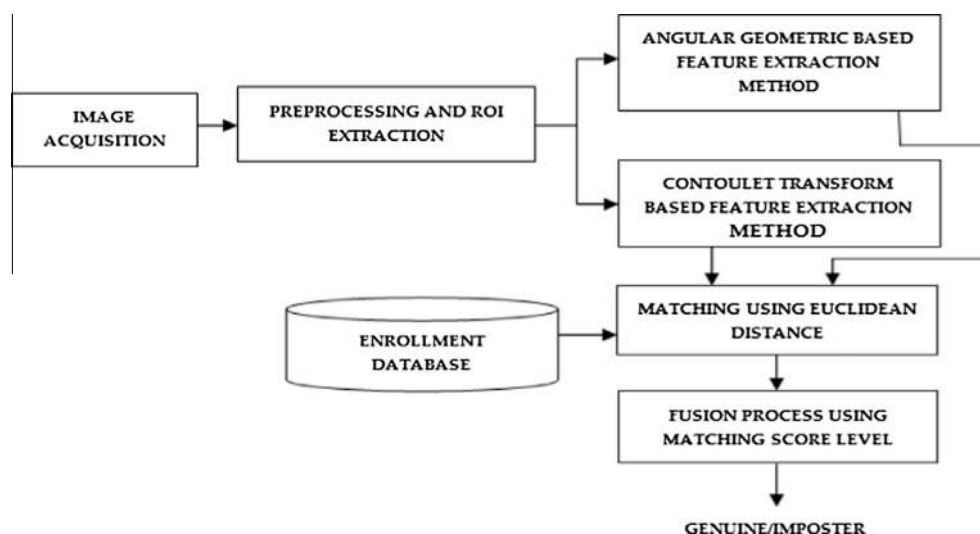 IMAGE
ACQUISITION
PREPROCESSING AND ROI
EXTRACTION
ANGULAR GEOMETRIC BASED
FEATURE EXTRACTION
METHOD
CONTOULET TRANSFORM
BASED FEATURE EXTRACTION
METHOD
ENROLLMENT
DATABASE
MATCHING USING EUCLIDEAN
DISTANCE
FUSION PROCESS USING
MATCHING SCORE LEVEL
GENUINE/IMPOSTER